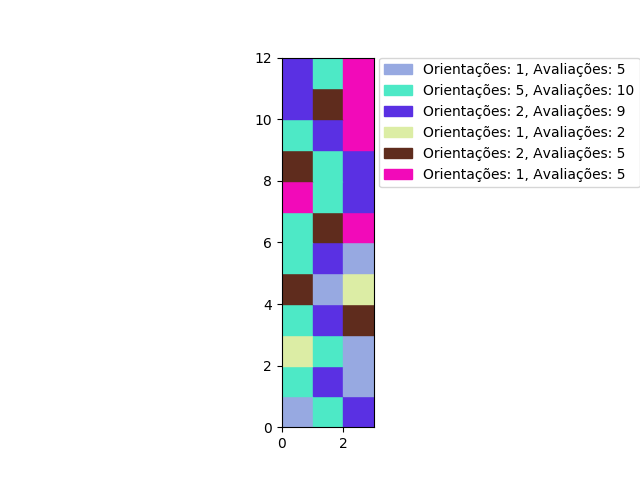 12
10
8
6
4
2
0
0 2
Orientações: 1, Avaliações: 5
Orientações: 5, Avaliações: 10
Orientações: 2, Avaliações: 9
Orientações: 1, Avaliações: 2
Orientações: 2, Avaliações: 5
Orientações: 1, Avaliações: 5